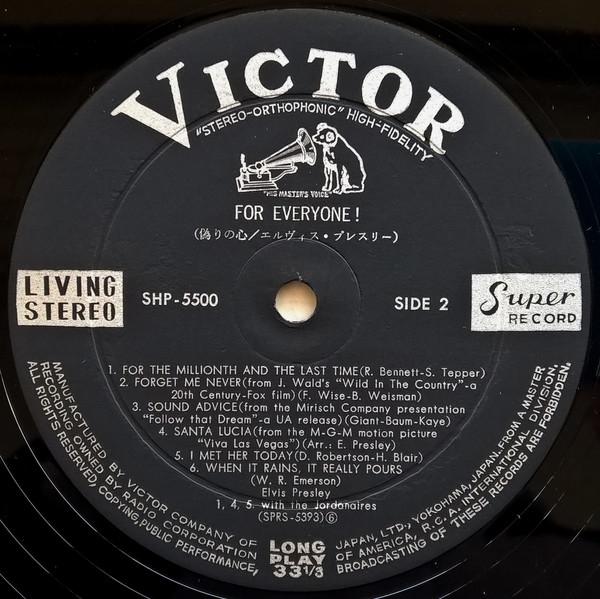 VICTOR
"STEREO-ORTHOPHONIC" HIGH-FIDELITY
"HIS MASTER'S VOICE"
FOR EVERYONE!
(偽りの心/エルヴィス・プレスリー)
LIVING
STEREO
SHP-5500
SIDE 2
Super
RECORD
1. FOR THE MILLIONTH AND THE LAST TIME(R. Bennett-S. Tepper)
2. FORGET ME NEVER(from J. Wald's "Wild In The Country"-a
20th Century-Fox film)(F. Wise-B. Weisman)
3. SOUND ADVICE(from the Mirisch Company presentation
"Follow that Dream"-a UA release)(Giant-Baum-Kaye)
4. SANTA LUCIA(from the M-G-M motion picture
"Viva Las Vegas")(Arr.: E. Presley)
5. I MET HER TODAY(D. Robertson-H. Blair)
6. WHEN IT RAINS, IT REALLY POURS
(W. R. Emerson)
Elvis Presley
1, 4, 5, with the Jordonaires
(SPRS-5393)⑥
LONG
PLAY
33 1/3
MANUFACTURED BY VICTOR COMPANY OF JAPAN, LTD., YOKOHAMA, JAPAN. FROM A MASTER
RECORDING OWNED BY RADIO CORPORATION OF AMERICA, R.C.A. INTERNATIONAL DIVISION,
ALL RIGHTS RESERVED, COPYING, PUBLIC PERFORMANCE, BROADCASTING OF THESE RECORDS ARE FORBIDDEN.